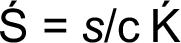 Ś = s/c Ḱ